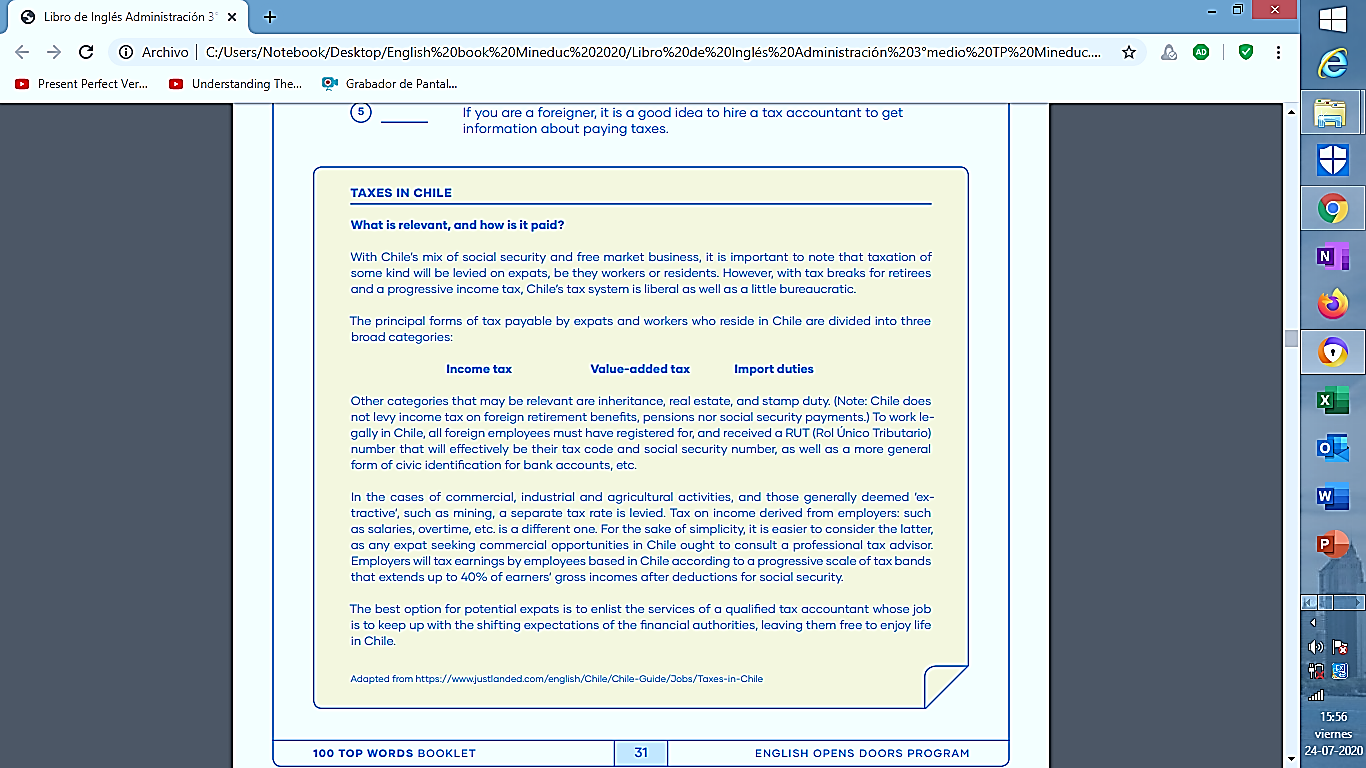 Libro de Inglés Administración 3°
Archivo
C:/Users/Notebook/Desktop/English%20book%20Mineduc%202020/Libro%20de%20Inglés%20Administración%203°medio%20TP%20Mineduc....
Present Perfect Ver...
Understanding The...
Grabador de Pantal...
5 ______ If you are a foreigner, it is a good idea to hire a tax accountant to get
information about paying taxes.
TAXES IN CHILE
What is relevant, and how is it paid?
With Chile's mix of social security and free market business, it is important to note that taxation of
some kind will be levied on expats, be they workers or residents. However, with tax breaks for retirees
and a progressive income tax, Chile's tax system is liberal as well as a little bureaucratic.
The principal forms of tax payable by expats and workers who reside in Chile are divided into three
broad categories:
Income tax Value-added tax Import duties
Other categories that may be relevant are inheritance, real estate, and stamp duty. (Note: Chile does
not levy income tax on foreign retirement benefits, pensions nor social security payments.) To work le-
gally in Chile, all foreign employees must have registered for, and received a RUT (Rol Único Tributario)
number that will effectively be their tax code and social security number, as well as a more general
form of civic identification for bank accounts, etc.
In the cases of commercial, industrial and agricultural activities, and those generally deemed 'ex-
tractive', such as mining, a separate tax rate is levied. Tax on income derived from employers: such
as salaries, overtime, etc. is a different one. For the sake of simplicity, it is easier to consider the latter,
as any expat seeking commercial opportunities in Chile ought to consult a professional tax advisor.
Employers will tax earnings by employees based in Chile according to a progressive scale of tax bands
that extends up to 40% of earners' gross incomes after deductions for social security.
The best option for potential expats is to enlist the services of a qualified tax accountant whose job
is to keep up with the shifting expectations of the financial authorities, leaving them free to enjoy life
in Chile.
Adapted from https://www.justlanded.com/english/Chile/Chile-Guide/Jobs/Taxes-in-Chile
100 TOP WORDS BOOKLET 31 ENGLISH OPENS DOORS PROGRAM
15:56
viernes
24-07-2020